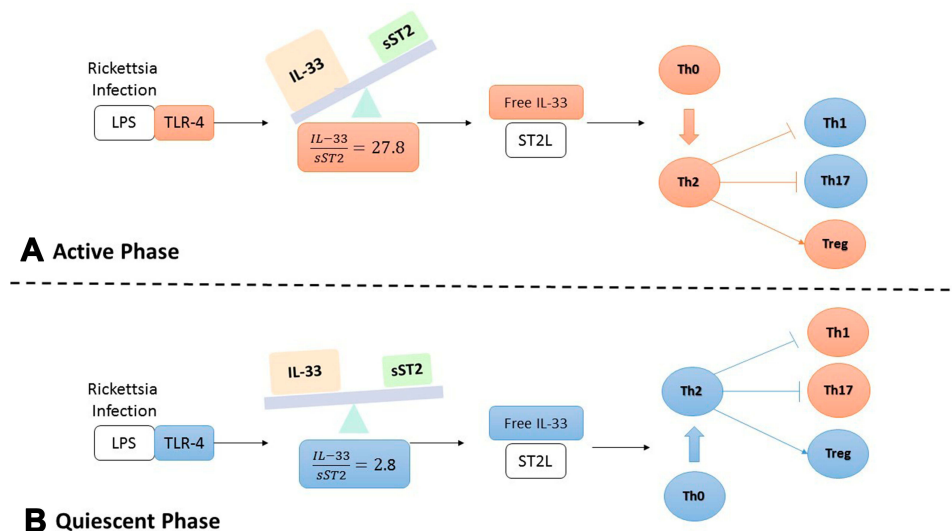 Rickettsia
Infection
LPS
TLR-4
IL-33
sST2
IL−33
sST2
= 27.8
Free IL-33
ST2L
Th0
Th2
Th1
Th17
Treg
A Active Phase
Rickettsia
Infection
LPS
TLR-4
IL-33
sST2
IL−33
sST2
= 2.8
Free IL-33
ST2L
Th2
Th0
Th1
Th17
Treg
B Quiescent Phase